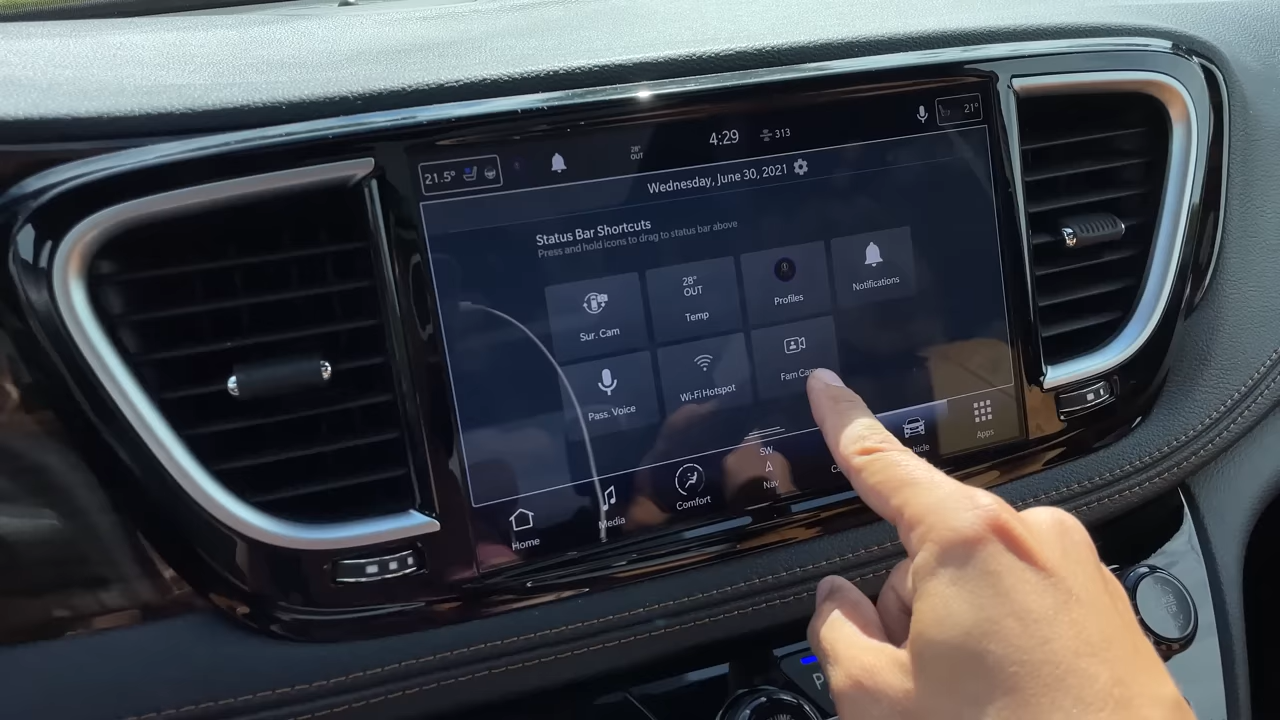 21.5°
28°
OUT
4:29
313
21°
Wednesday, June 30, 2021
Status Bar Shortcuts
Press and hold icons to drag to status bar above
Sur. Cam
28°
OUT
Temp
Profiles
Notifications
Pass. Voice
Wi-Fi Hotspot
Fam Cam
Home
Media
Comfort
SW
Nav
Apps
P